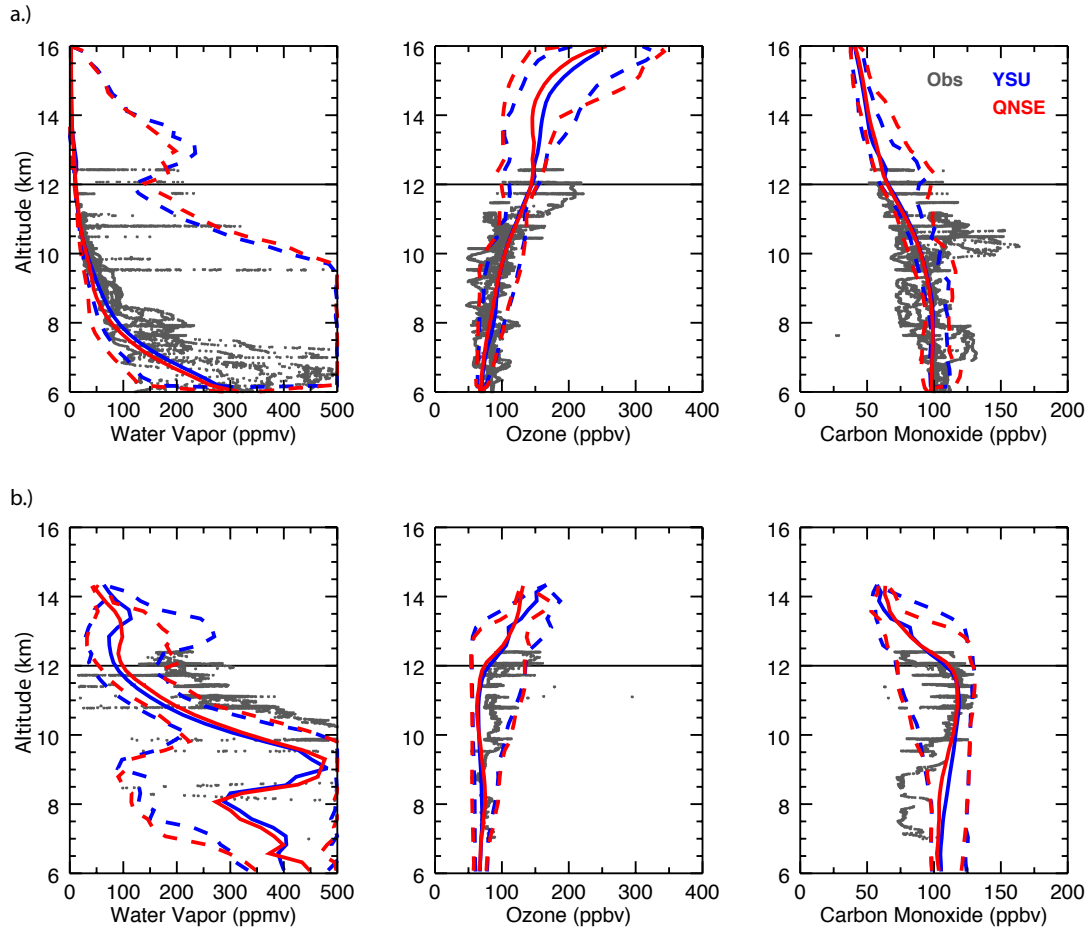 a.)
16
14
12
10
8
6
Altitude (km)
0 100 200 300 400 500
Water Vapor (ppmv)
0 100 200 300 400
Ozone (ppbv)
Obs YSU
QNSE
0 50 100 150 200
Carbon Monoxide (ppbv)
16
14
12
10
8
6
16
14
12
10
8
6
b.)
16
14
12
10
8
6
Altitude (km)
0 100 200 300 400 500
Water Vapor (ppmv)
16
14
12
10
8
6
0 100 200 300 400
Ozone (ppbv)
16
14
12
10
8
6
0 50 100 150 200
Carbon Monoxide (ppbv)